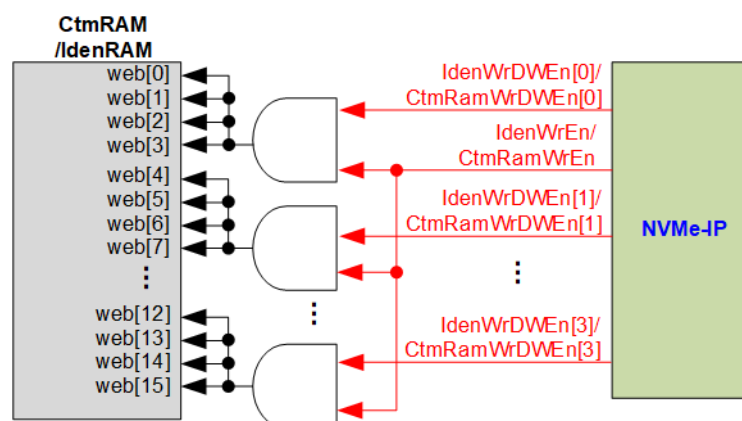 CtmRAM
/IdenRAM
web[0]
web[1]
web[2]
web[3]
web[4]
web[5]
web[6]
web[7]
web[12]
web[13]
web[14]
web[15]
IdenWrDWEn[0]/
CtmRamWrDWEn[0]
IdenWrEn/
CtmRamWrEn
IdenWrDWEn[1]/
CtmRamWrDWEn[1]
IdenWrDWEn[3]/
CtmRamWrDWEn[3]
NVMe-IP